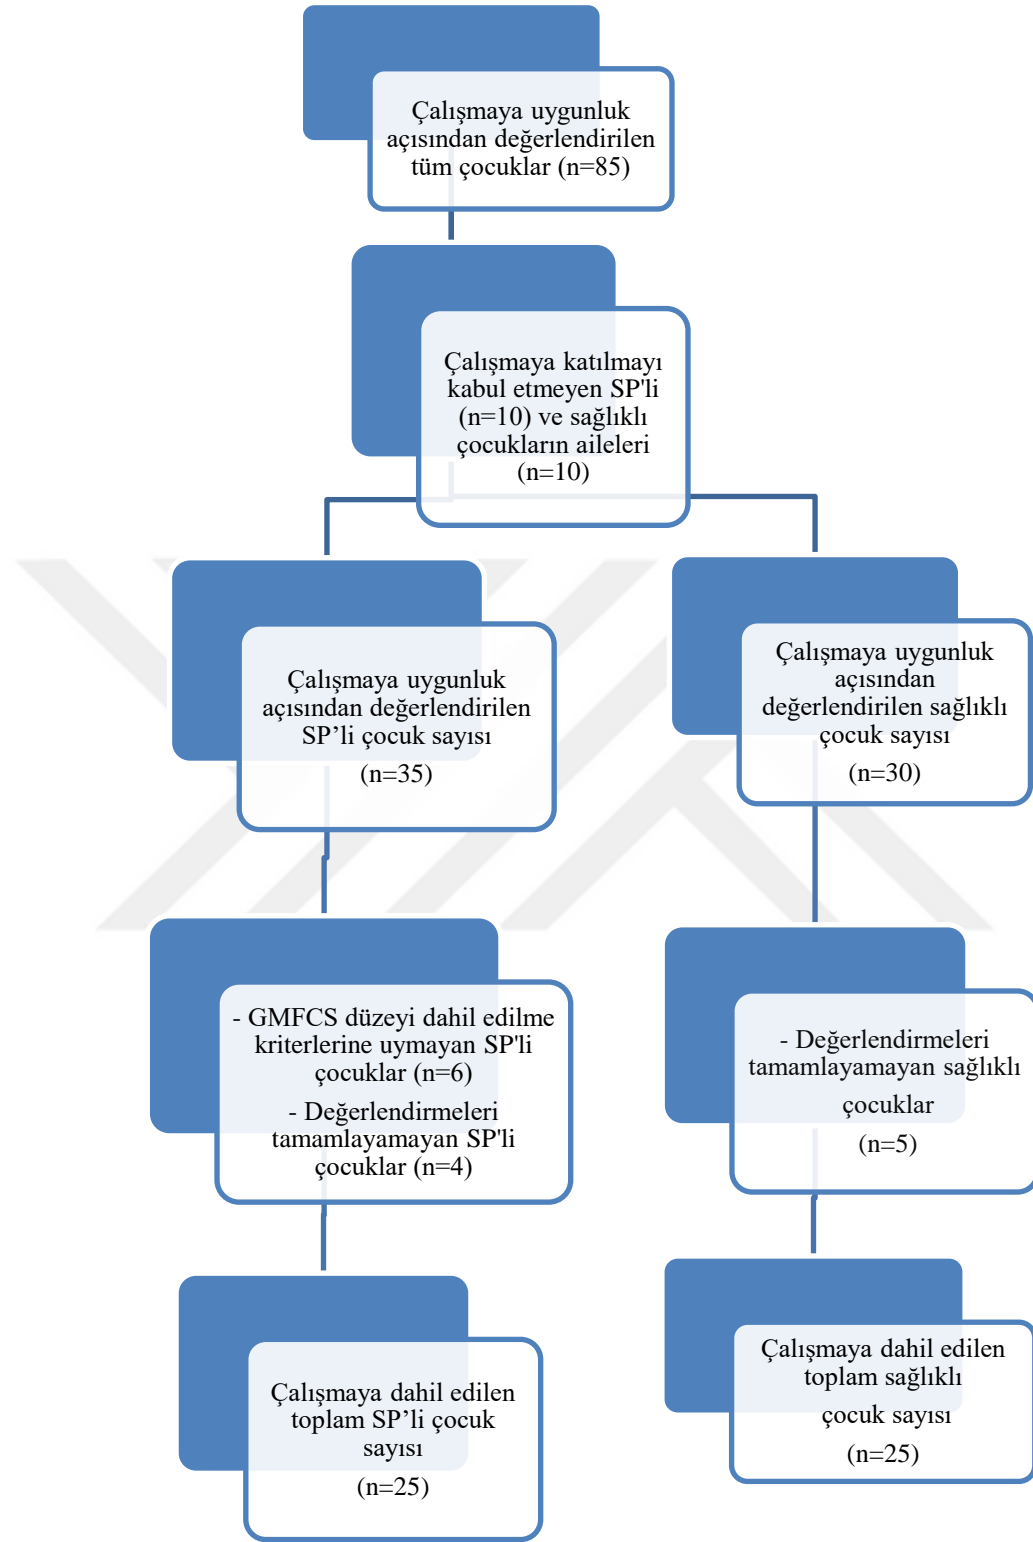 Çalışmaya uygunluk
açısından değerlendirilen
tüm çocuklar (n=85)
Çalışmaya katılmayı
kabul etmeyen SP'li
(n=10) ve sağlıklı
çocukların aileleri
(n=10)
Çalışmaya uygunluk
açısından değerlendirilen
SP’li çocuk sayısı
(n=35)
Çalışmaya uygunluk
açısından
değerlendirilen sağlıklı
çocuk sayısı
(n=30)
- GMFCS düzeyi dahil edilme
kriterlerine uymayan SP'li
çocuklar (n=6)
- Değerlendirmeleri
tamamlayamayan SP'li
çocuklar (n=4)
- Değerlendirmeleri
tamamlayamayan sağlıklı
çocuklar
(n=5)
Çalışmaya dahil edilen
toplam SP’li çocuk
sayısı
(n=25)
Çalışmaya dahil edilen
toplam sağlıklı
çocuk sayısı
(n=25)